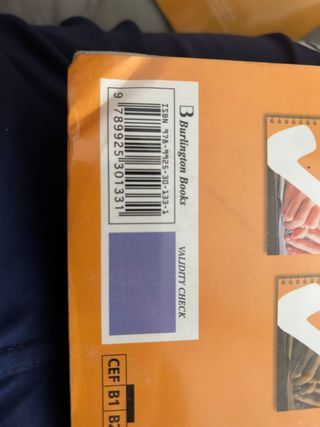 B Burlington Books
ISBN 978-9925-30-133-1
9 789925 301331
VALIDITY CHECK
CEF B1 B2